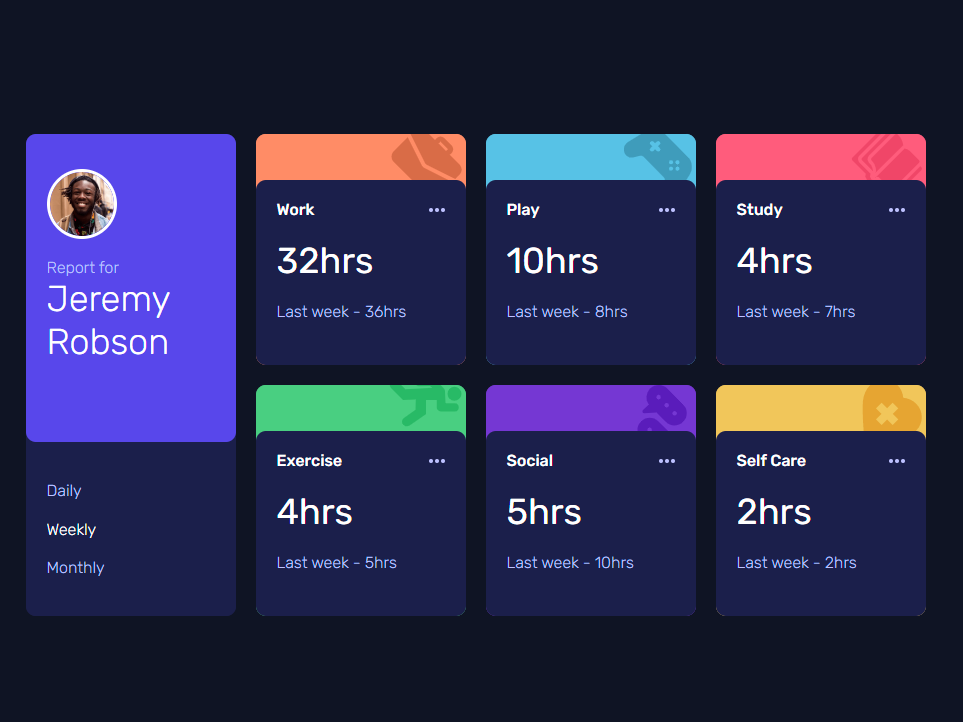 Report for
Jeremy
Robson
Daily
Weekly
Monthly
Work
32hrs
Last week - 36hrs
Play
10hrs
Last week - 8hrs
Study
4hrs
Last week - 7hrs
Exercise
4hrs
Last week - 5hrs
Social
5hrs
Last week - 10hrs
Self Care
2hrs
Last week - 2hrs